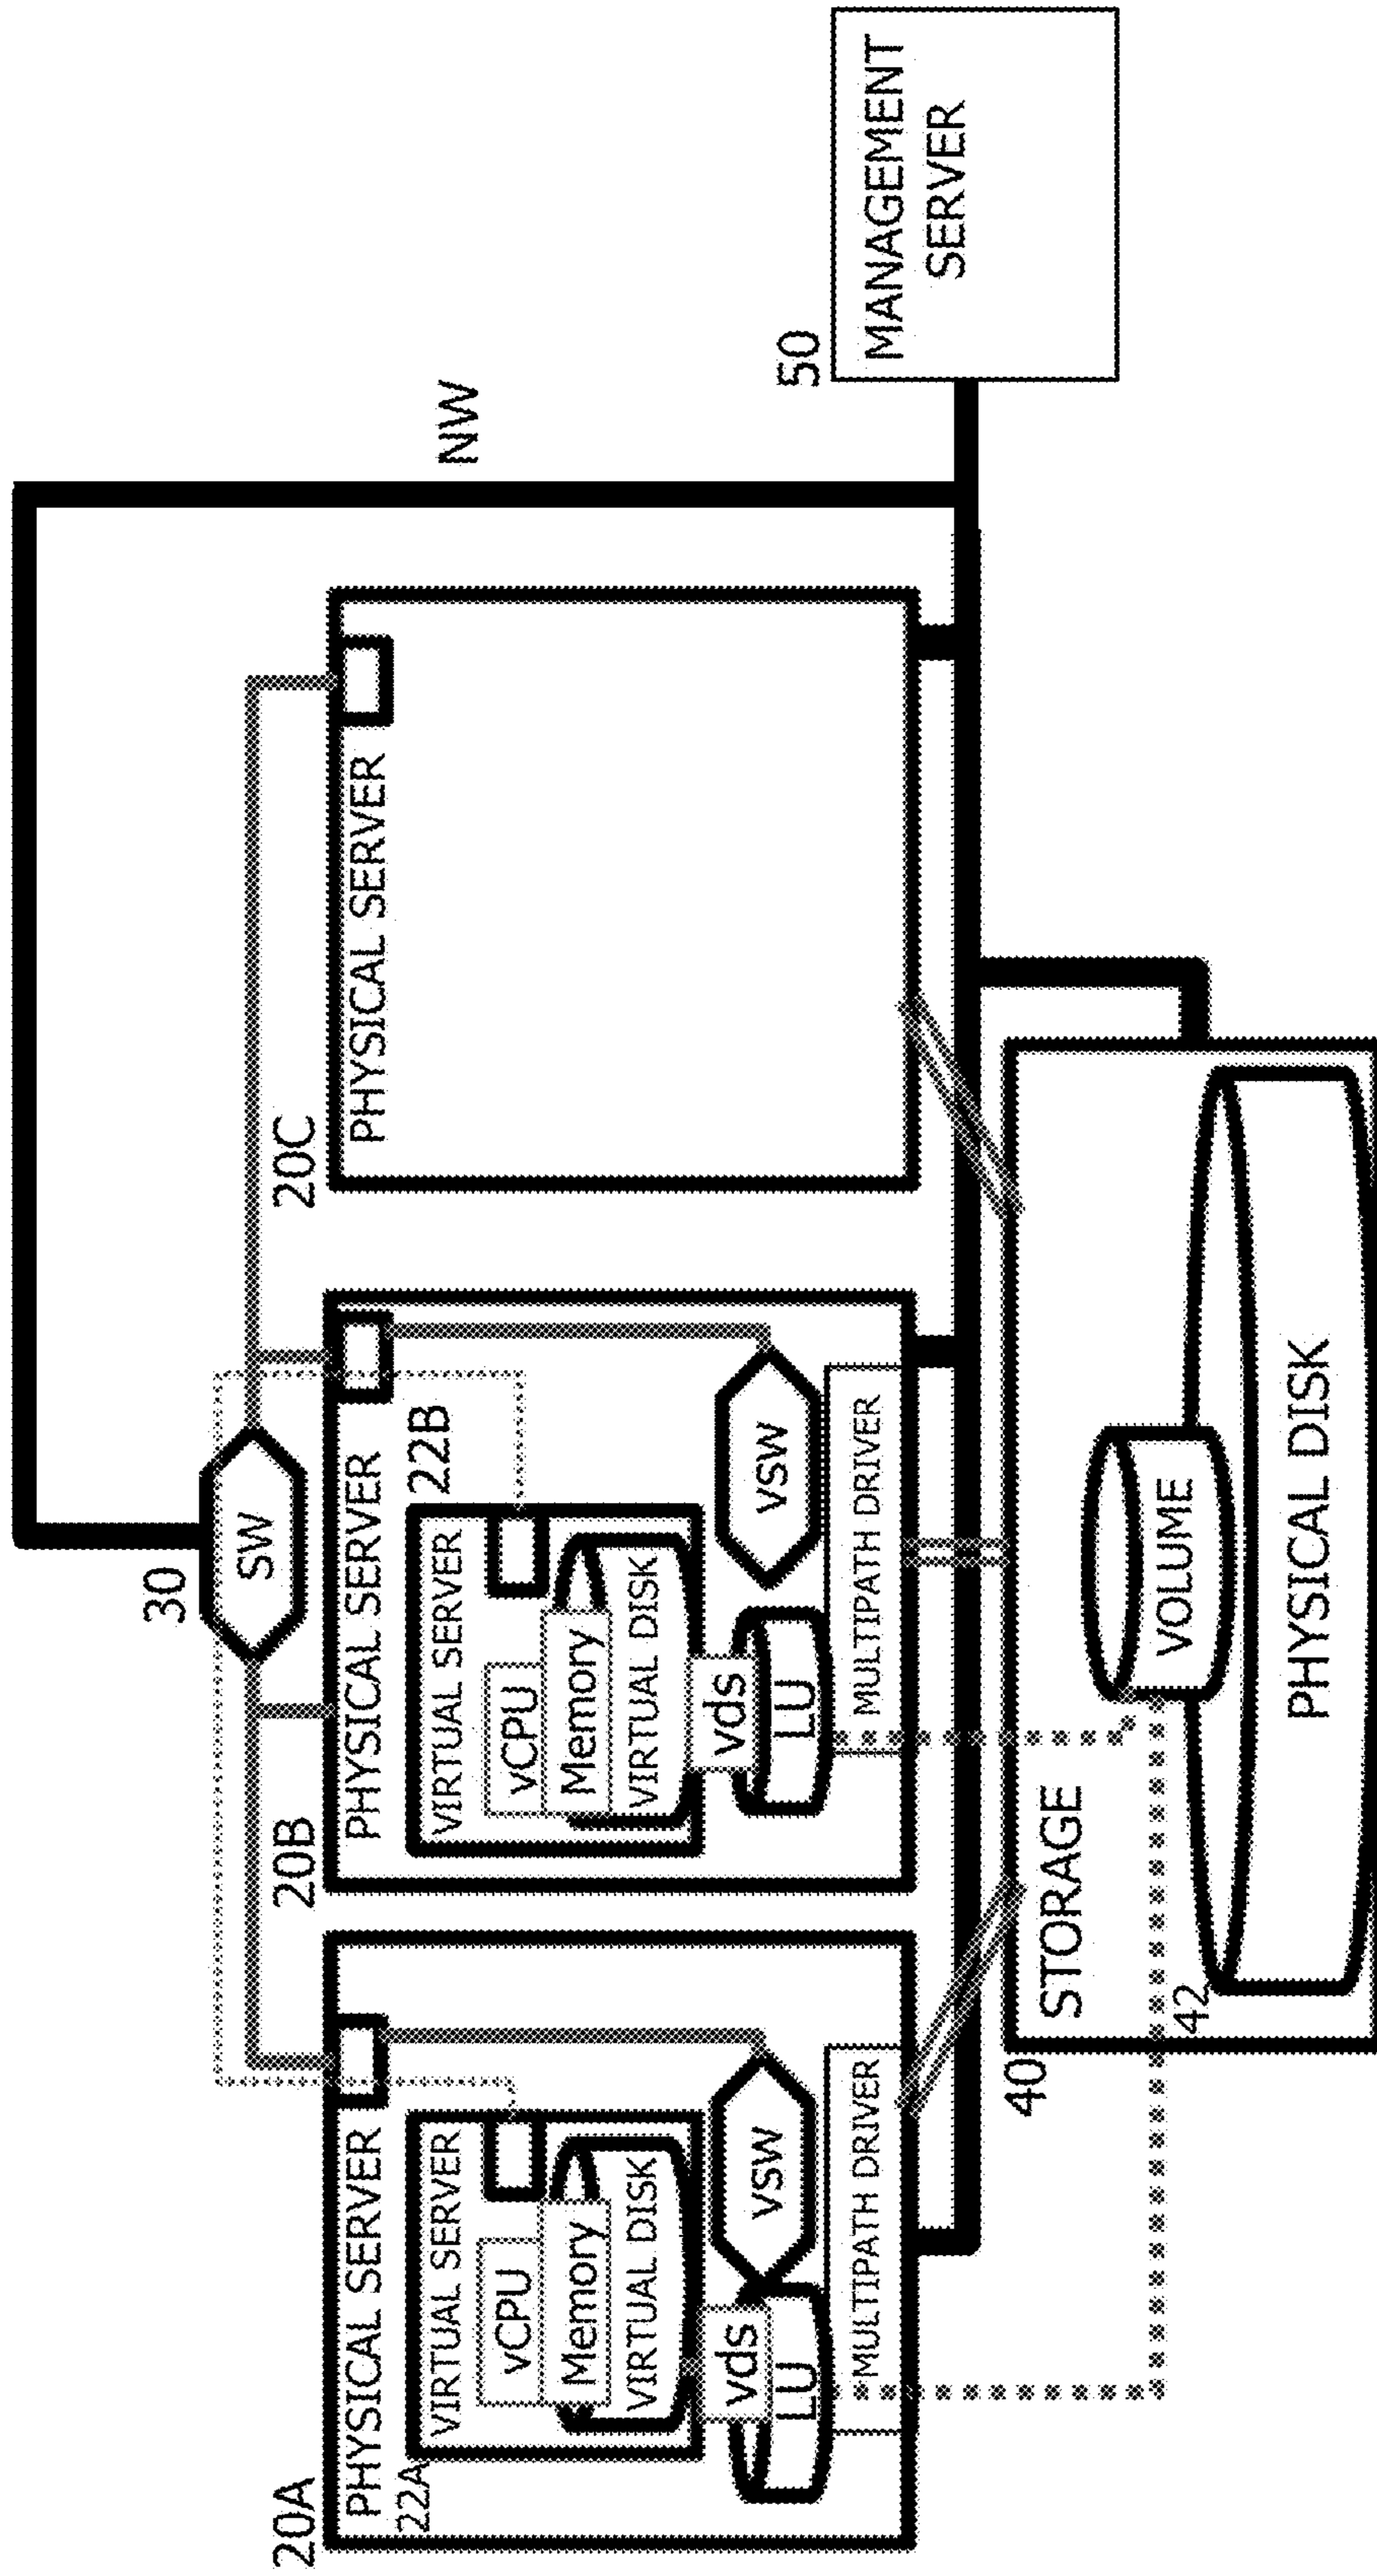 30
SW
NW
20A
PHYSICAL SERVER
22A
VIRTUAL SERVER
vCPU
Memory
VIRTUAL DISK
vds
LU
VSW
MULTIPATH DRIVER
20B
PHYSICAL SERVER
22B
VIRTUAL SERVER
vCPU
Memory
VIRTUAL DISK
vds
LU
VSW
MULTIPATH DRIVER
20C
PHYSICAL SERVER
50
MANAGEMENT
SERVER
40
STORAGE
42
VOLUME
PHYSICAL DISK